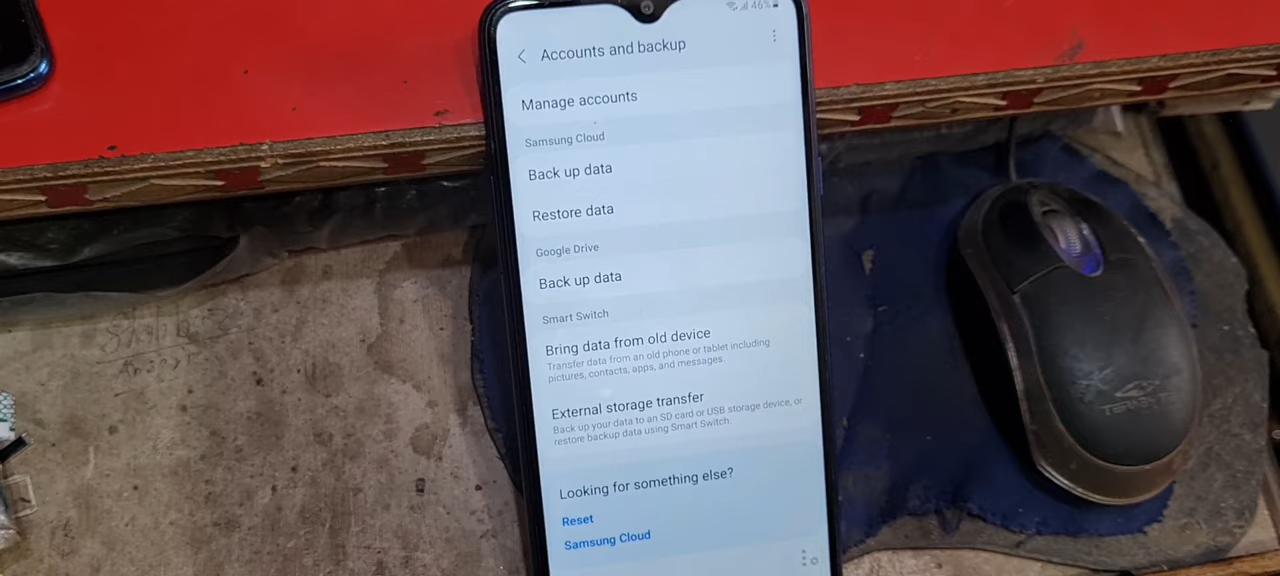 46%
Accounts and backup
Manage accounts
Samsung Cloud
Back up data
Restore data
Google Drive
Back up data
Smart Switch
Bring data from old device
Transfer data from an old phone or tablet including
pictures, contacts, apps, and messages.
External storage transfer
Back up your data to an SD card or USB storage device, or
restore backup data using Smart Switch.
Looking for something else?
Reset
Samsung Cloud